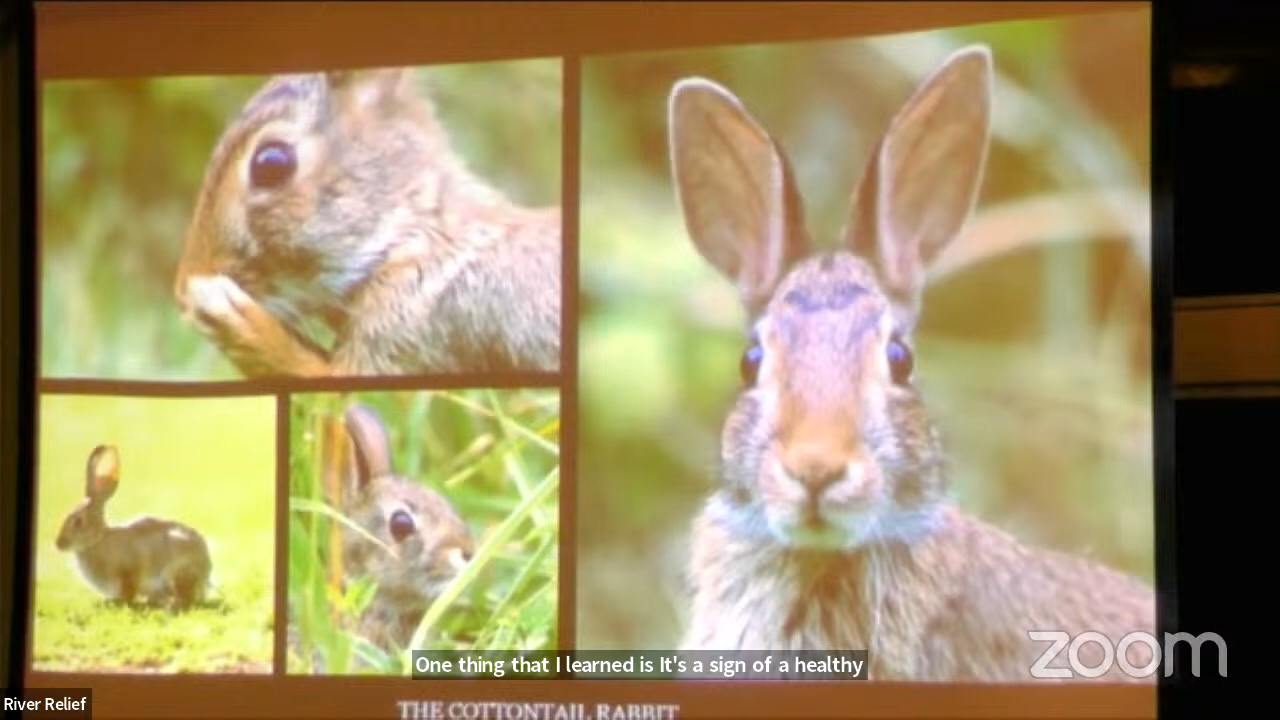 One thing that I learned is It's a sign of a healthy
zoom
River Relief
THE COTTONTAIL RABBIT